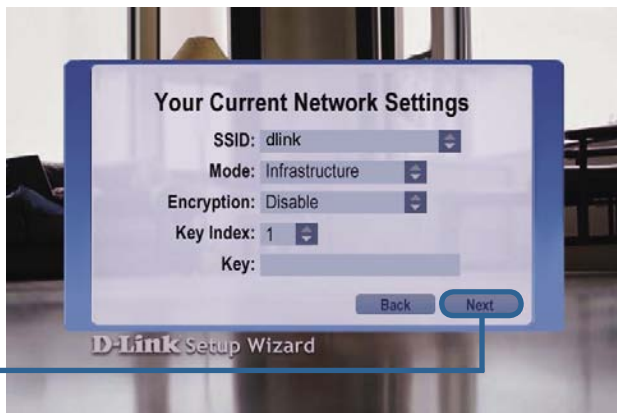 Your Current Network Settings
SSID: dlink
Mode: Infrastructure
Encryption: Disable
Key Index: 1
Key:
Back Next
D-Link Setup Wizard